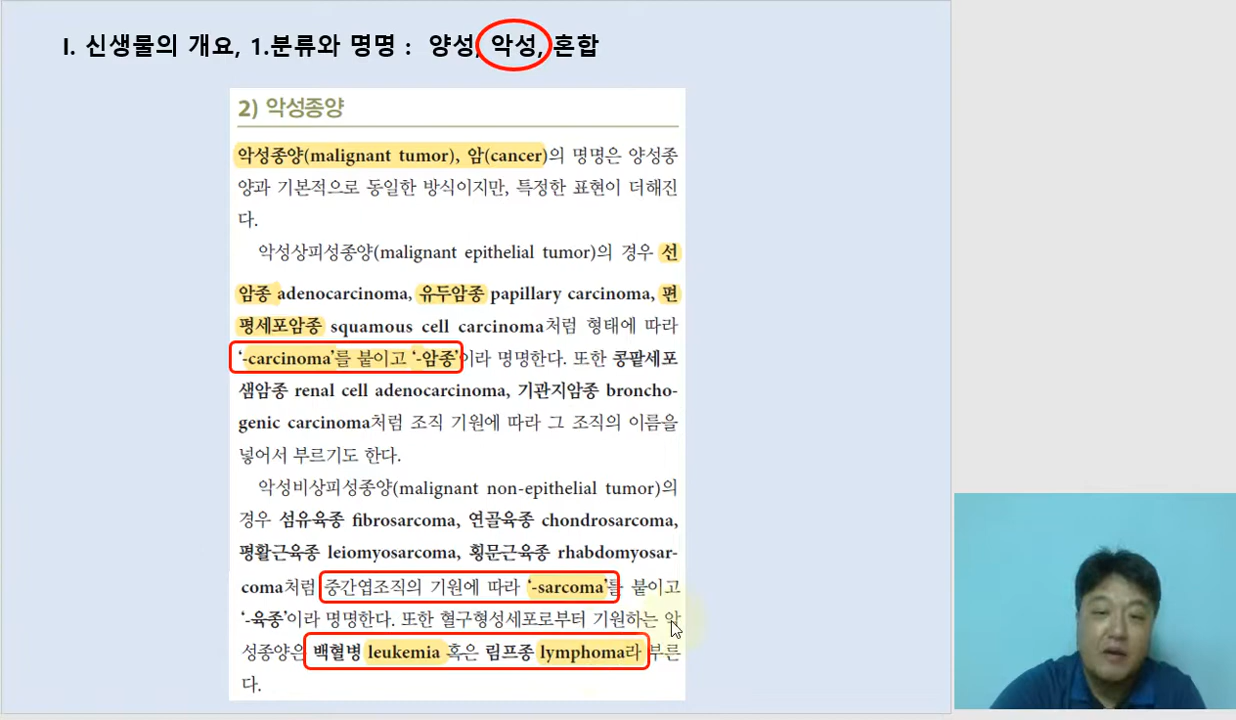 I. 신생물의 개요, 1.분류와 명명 : 양성, 악성, 혼합
2) 악성종양
악성종양(malignant tumor), 암(cancer)의 명명은 양성종
양과 기본적으로 동일한 방식이지만, 특정한 표현이 더해진
다.
악성상피성종양(malignant epithelial tumor)의 경우 선
암종 adenocarcinoma, 유두암종 papillary carcinoma, 편
평세포암종 squamous cell carcinoma처럼 형태에 따라
‘-carcinoma’를 붙이고 ‘-암종’이라 명명한다. 또한 콩팥세포
샘암종 renal cell adenocarcinoma, 기관지암종 broncho-
genic carcinoma처럼 조직 기원에 따라 그 조직의 이름을
넣어서 부르기도 한다.
악성비상피성종양(malignant non-epithelial tumor)의
경우 섬유육종 fibrosarcoma, 연골육종 chondrosarcoma,
평활근육종 leiomyosarcoma, 횡문근육종 rhabdomyosar-
coma처럼 중간엽조직의 기원에 따라 ‘-sarcoma’를 붙이고
‘-육종’이라 명명한다. 또한 혈구형성세포로부터 기원하는 악
성종양은 백혈병 leukemia 혹은 림프종 lymphoma라 부른
다.